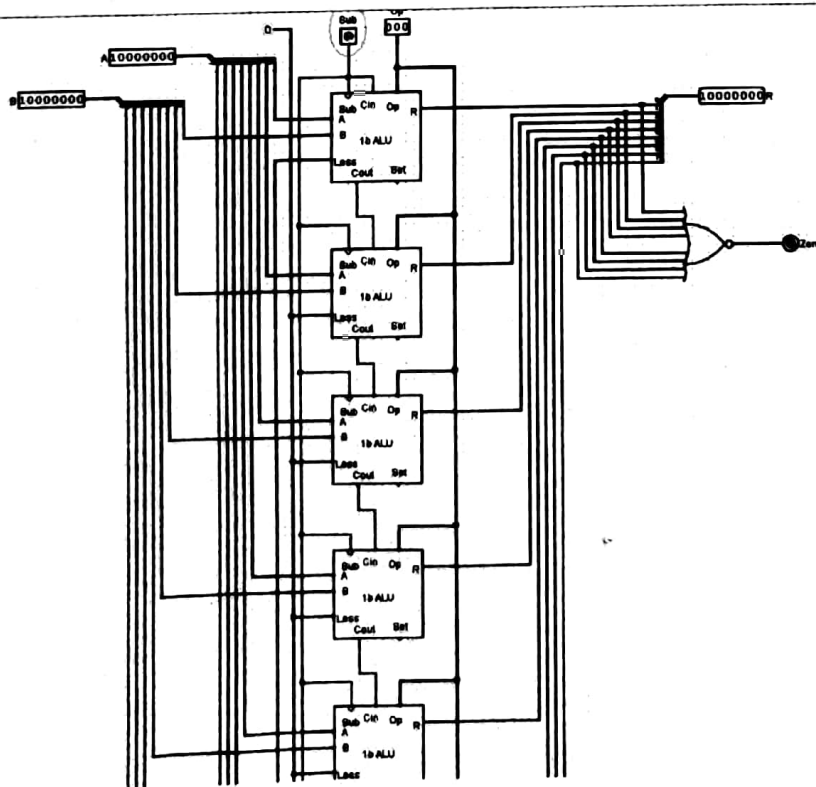 Sub
Op
000
0
A 10000000
B 10000000
10000000 R
Sub Cin Op R
A
B
1b ALU
Less
Cout Set
Zero
Sub Cin Op R
A
B
1b ALU
Less
Cout Set
Sub Cin Op R
A
B
1b ALU
Less
Cout Set
Sub Cin Op R
A
B
1b ALU
Less
Cout Set
Sub Cin Op R
A
B
1b ALU
Less